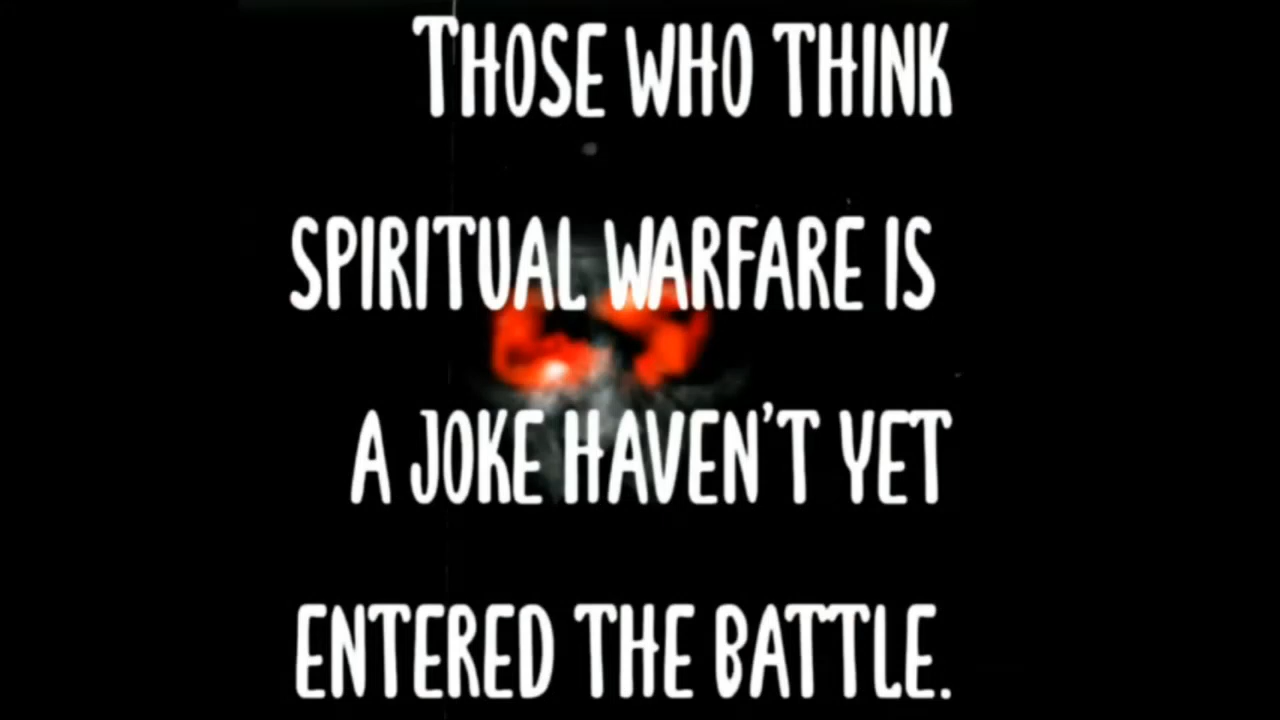 THOSE WHO THINK
SPIRITUAL WARFARE IS
A JOKE HAVEN'T YET
ENTERED THE BATTLE.